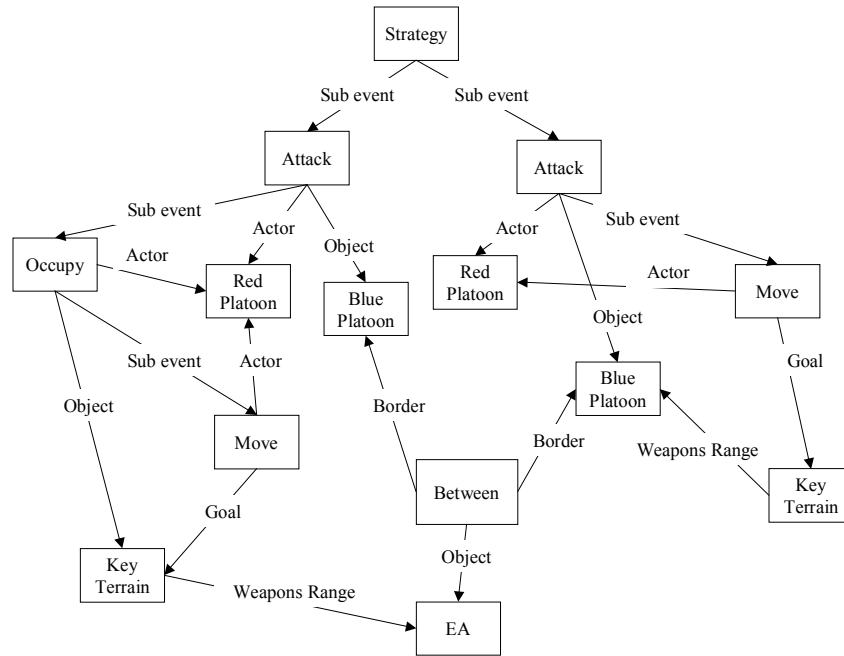 Strategy
Sub event
Sub event
Attack
Attack
Sub event
Actor
Object
Actor
Sub event
Occupy
Actor
Red
Platoon
Blue
Platoon
Red
Platoon
Actor
Move
Object
Sub event
Actor
Goal
Object
Blue
Platoon
Border
Border
Weapons Range
Move
Between
Key
Terrain
Goal
Object
Key
Terrain
Weapons Range
EA